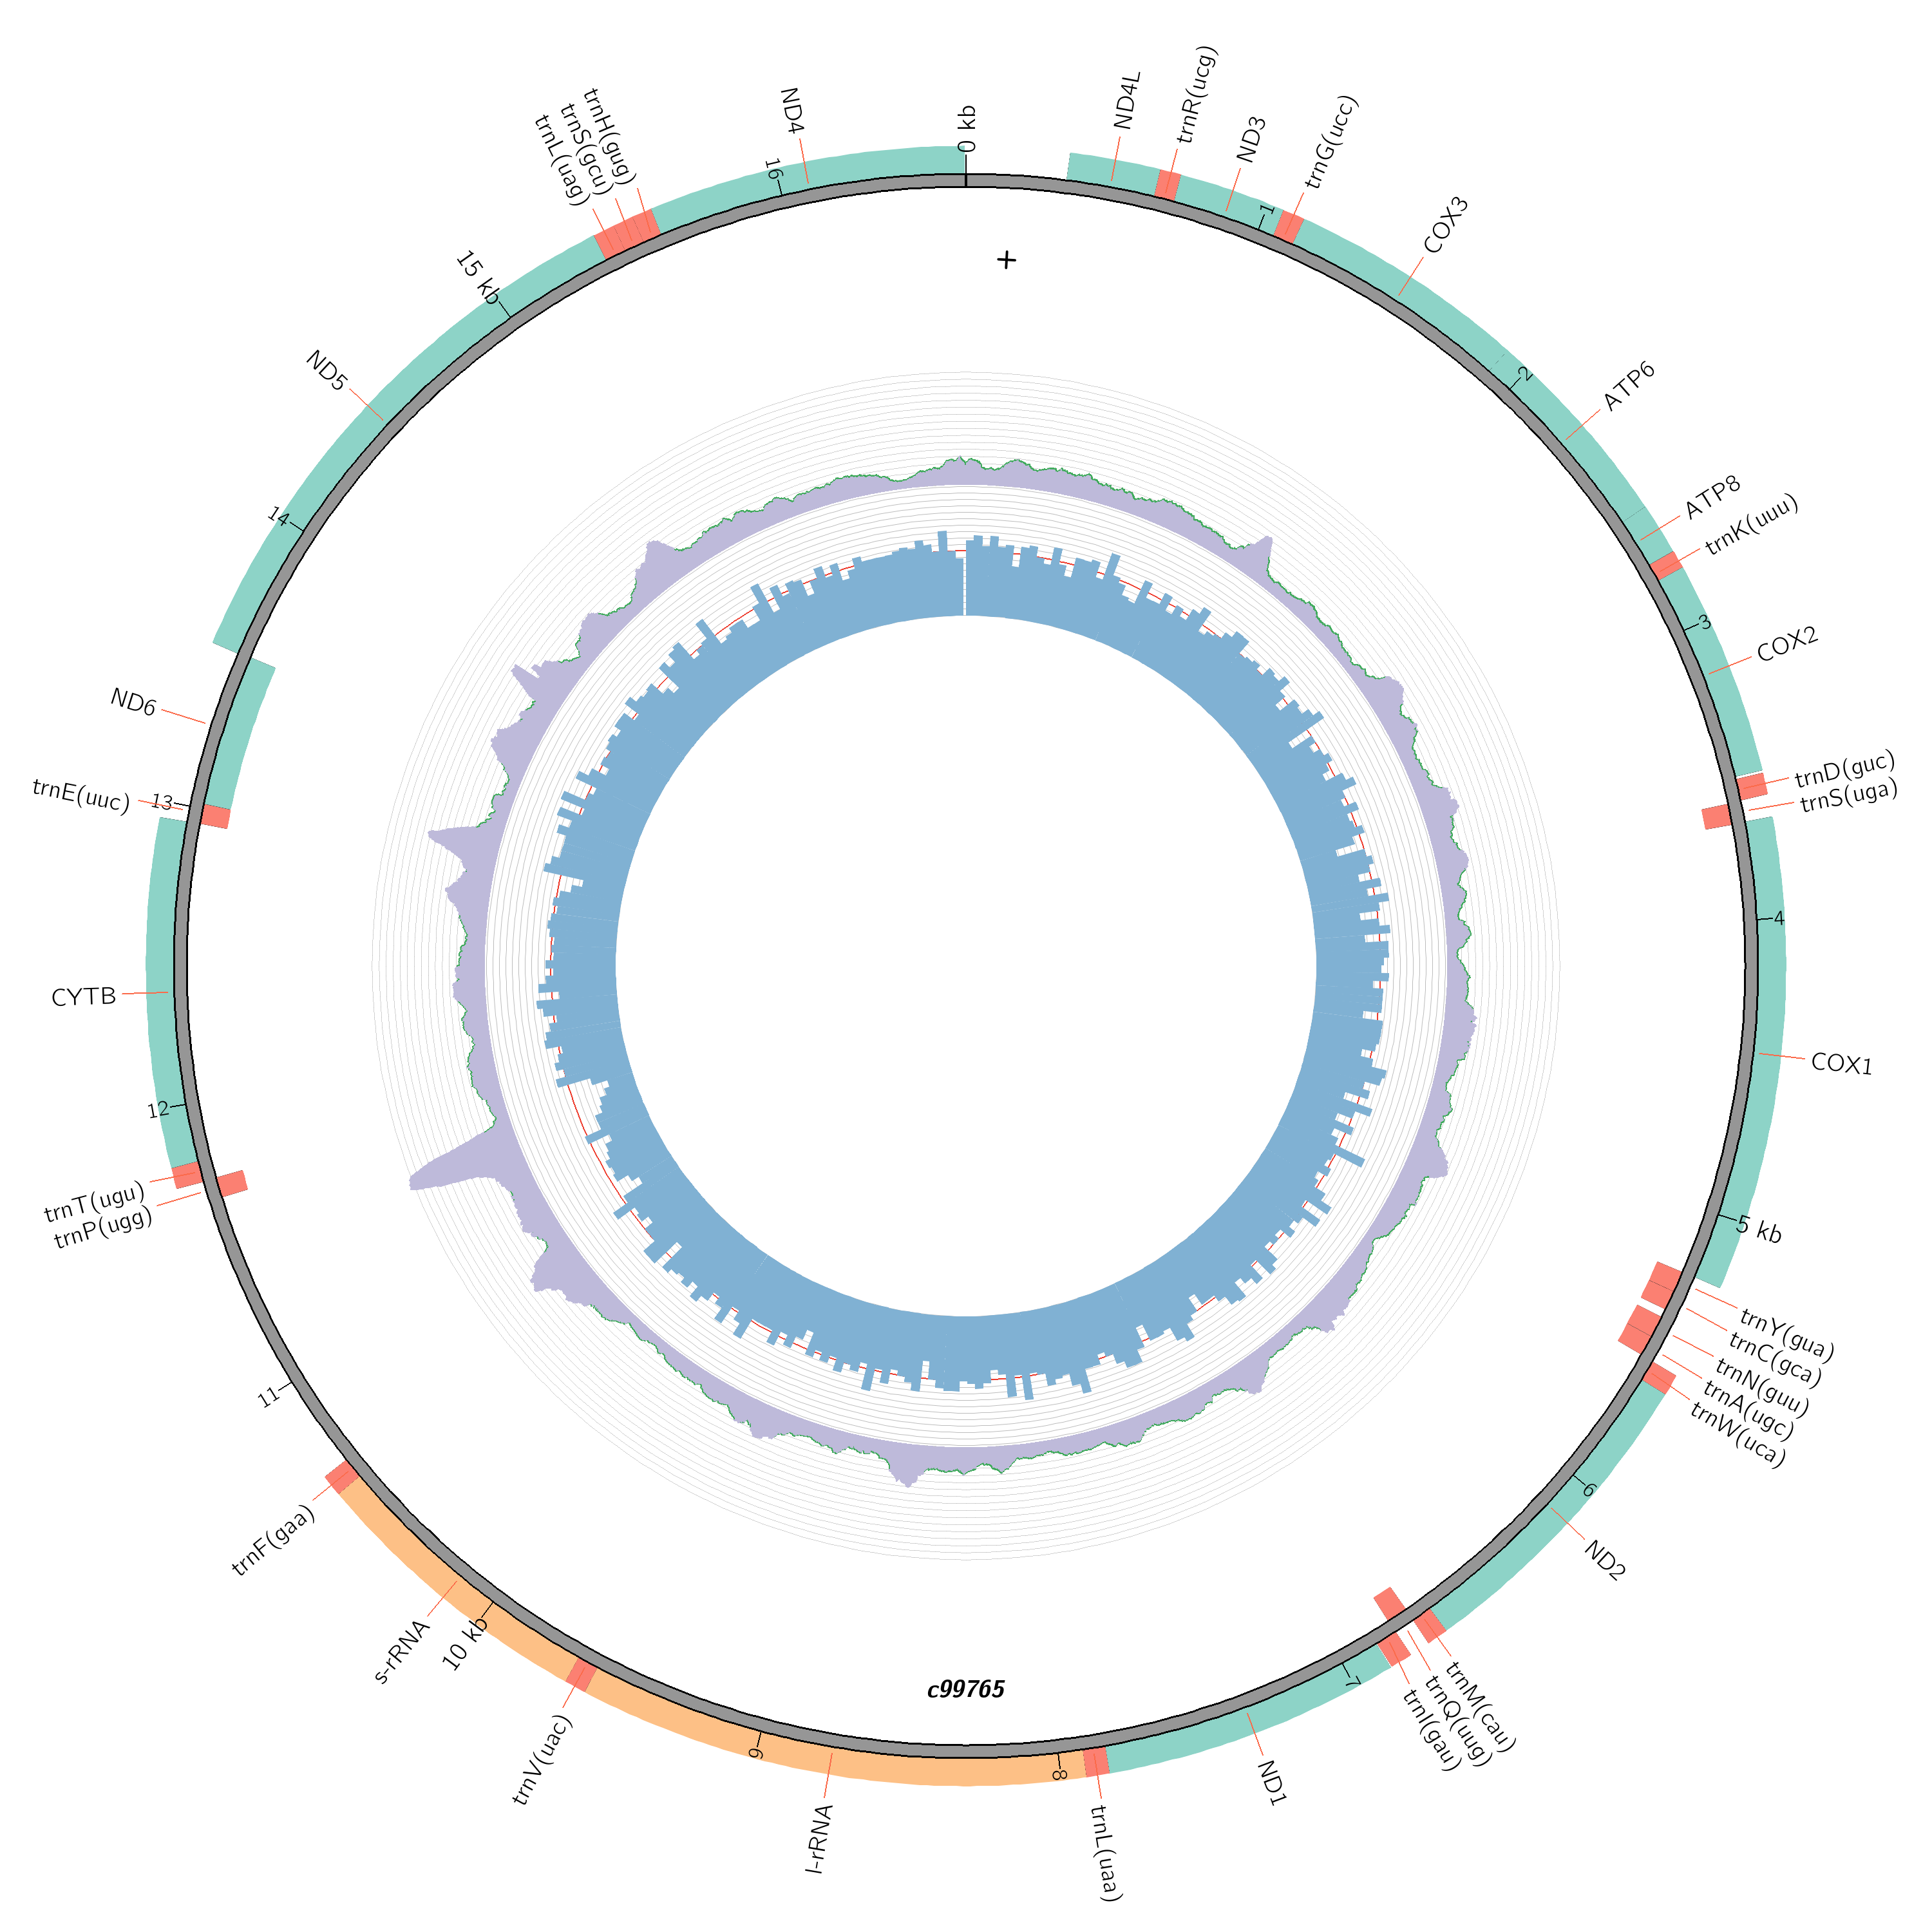 0 kb
ND4L
trnR(ucg)
ND3
1
trnG(ucc)
COX3
2
ATP6
ATP8
trnK(uuu)
3
COX2
trnD(guc)
trnS(uga)
4
COX1
5 kb
trnY(gua)
trnC(gca)
trnN(guu)
trnA(ugc)
trnW(uca)
6
ND2
trnM(cau)
trnQ(uug)
trnI(gau)
7
ND1
trnL(uaa)
8
l-rRNA
9
trnV(uac)
10 kb
s-rRNA
trnF(gaa)
11
trnP(ugg)
trnT(ugu)
12
CYTB
trnE(uuc)
13
ND6
14
ND5
15 kb
trnL(uag)
trnS(gcu)
trnH(gug)
16
ND4
+
c99765